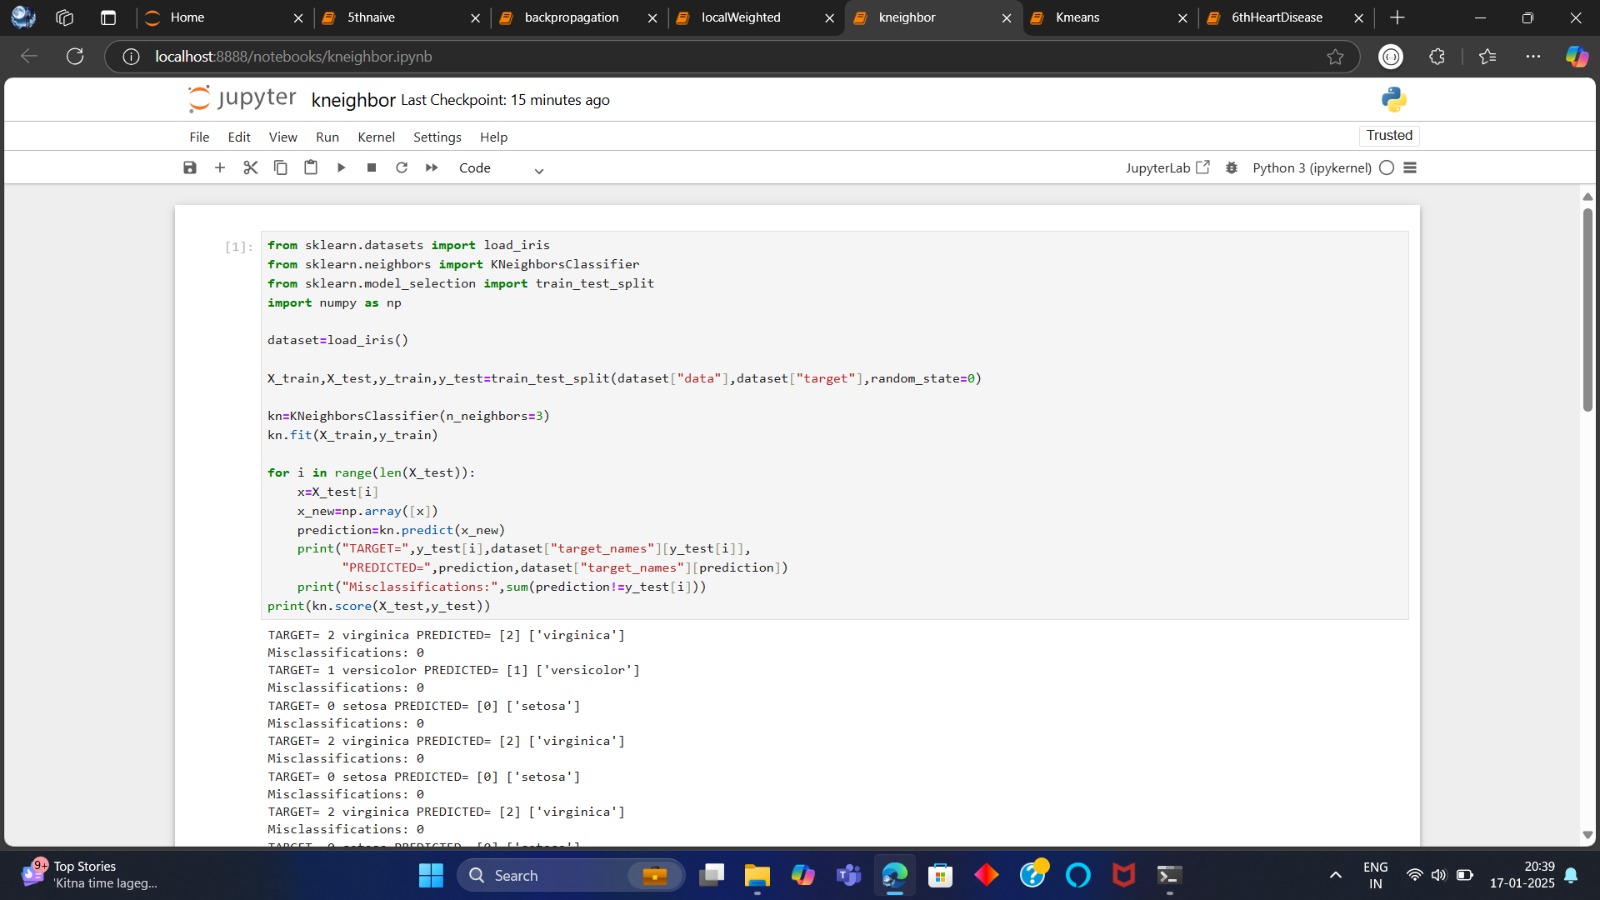 Home
5thnaive
backpropagation
localWeighted
kneighbor
Kmeans
6thHeartDisease
localhost:8888/notebooks/kneighbor.ipynb
jupyter kneighbor Last Checkpoint: 15 minutes ago
File Edit View Run Kernel Settings Help
Trusted
Code
JupyterLab
Python 3 (ipykernel)
[1]:
from sklearn.datasets import load_iris
from sklearn.neighbors import KNeighborsClassifier
from sklearn.model_selection import train_test_split
import numpy as np
dataset=load_iris()
X_train,X_test,y_train,y_test=train_test_split(dataset["data"],dataset["target"],random_state=0)
kn=KNeighborsClassifier(n_neighbors=3)
kn.fit(X_train,y_train)
for i in range(len(X_test)):
    x=X_test[i]
    x_new=np.array([x])
    prediction=kn.predict(x_new)
    print("TARGET=",y_test[i],dataset["target_names"][y_test[i]],
          "PREDICTED=",prediction,dataset["target_names"][prediction])
    print("Misclassifications:",sum(prediction!=y_test[i]))
print(kn.score(X_test,y_test))
TARGET= 2 virginica PREDICTED= [2] ['virginica']
Misclassifications: 0
TARGET= 1 versicolor PREDICTED= [1] ['versicolor']
Misclassifications: 0
TARGET= 0 setosa PREDICTED= [0] ['setosa']
Misclassifications: 0
TARGET= 2 virginica PREDICTED= [2] ['virginica']
Misclassifications: 0
TARGET= 0 setosa PREDICTED= [0] ['setosa']
Misclassifications: 0
TARGET= 2 virginica PREDICTED= [2] ['virginica']
Misclassifications: 0
TARGET= 0 setosa PREDICTED= [0] ['setosa']
9+
Top Stories
'Kitna time lageg...
Search
ENG
IN
20:39
17-01-2025